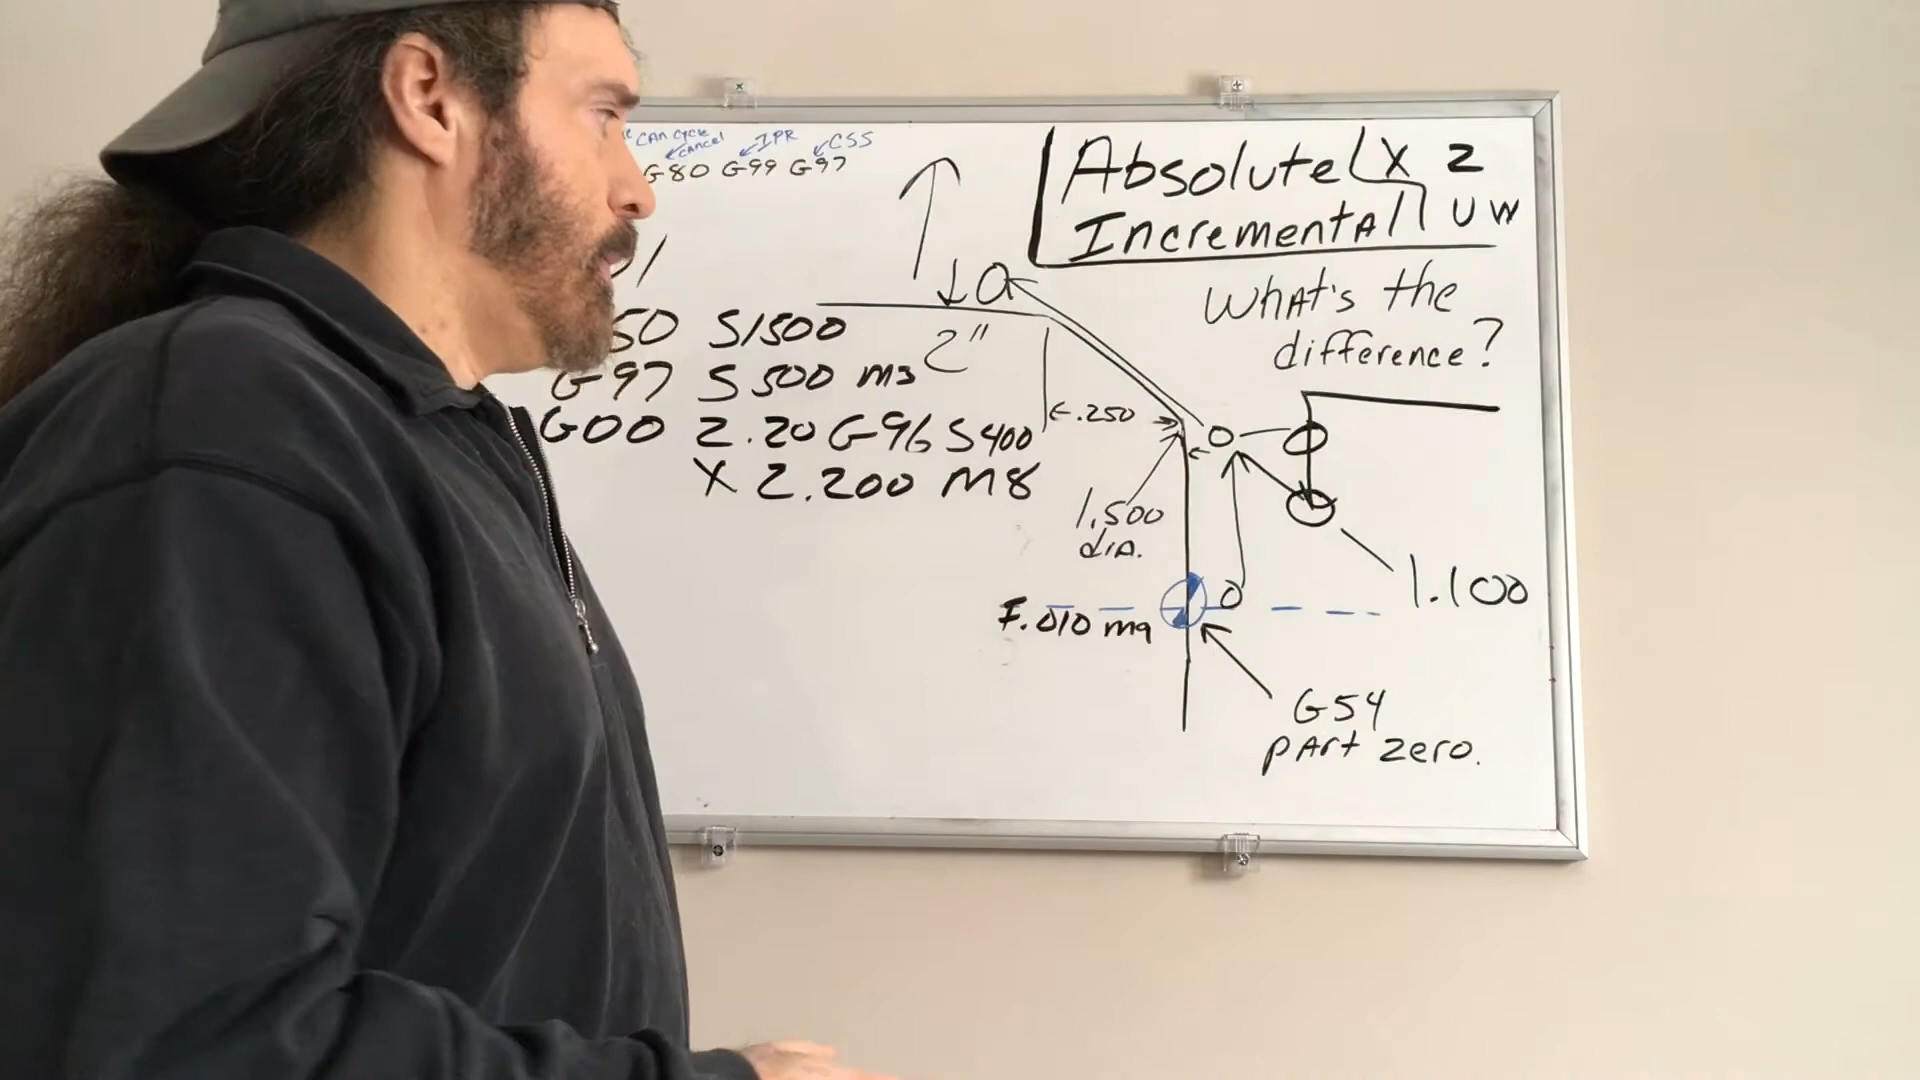 CAN cycle
cancel
IPR
CSS
G80 G99 G97
Absolute X Z
Incremental U W
What's the
difference?
S1500
G97 S500 m3
G00 Z.20 G96 S400
X 2.200 M8
2"
.250
1.500
dia.
1.100
F.010 m9
G54
part zero.